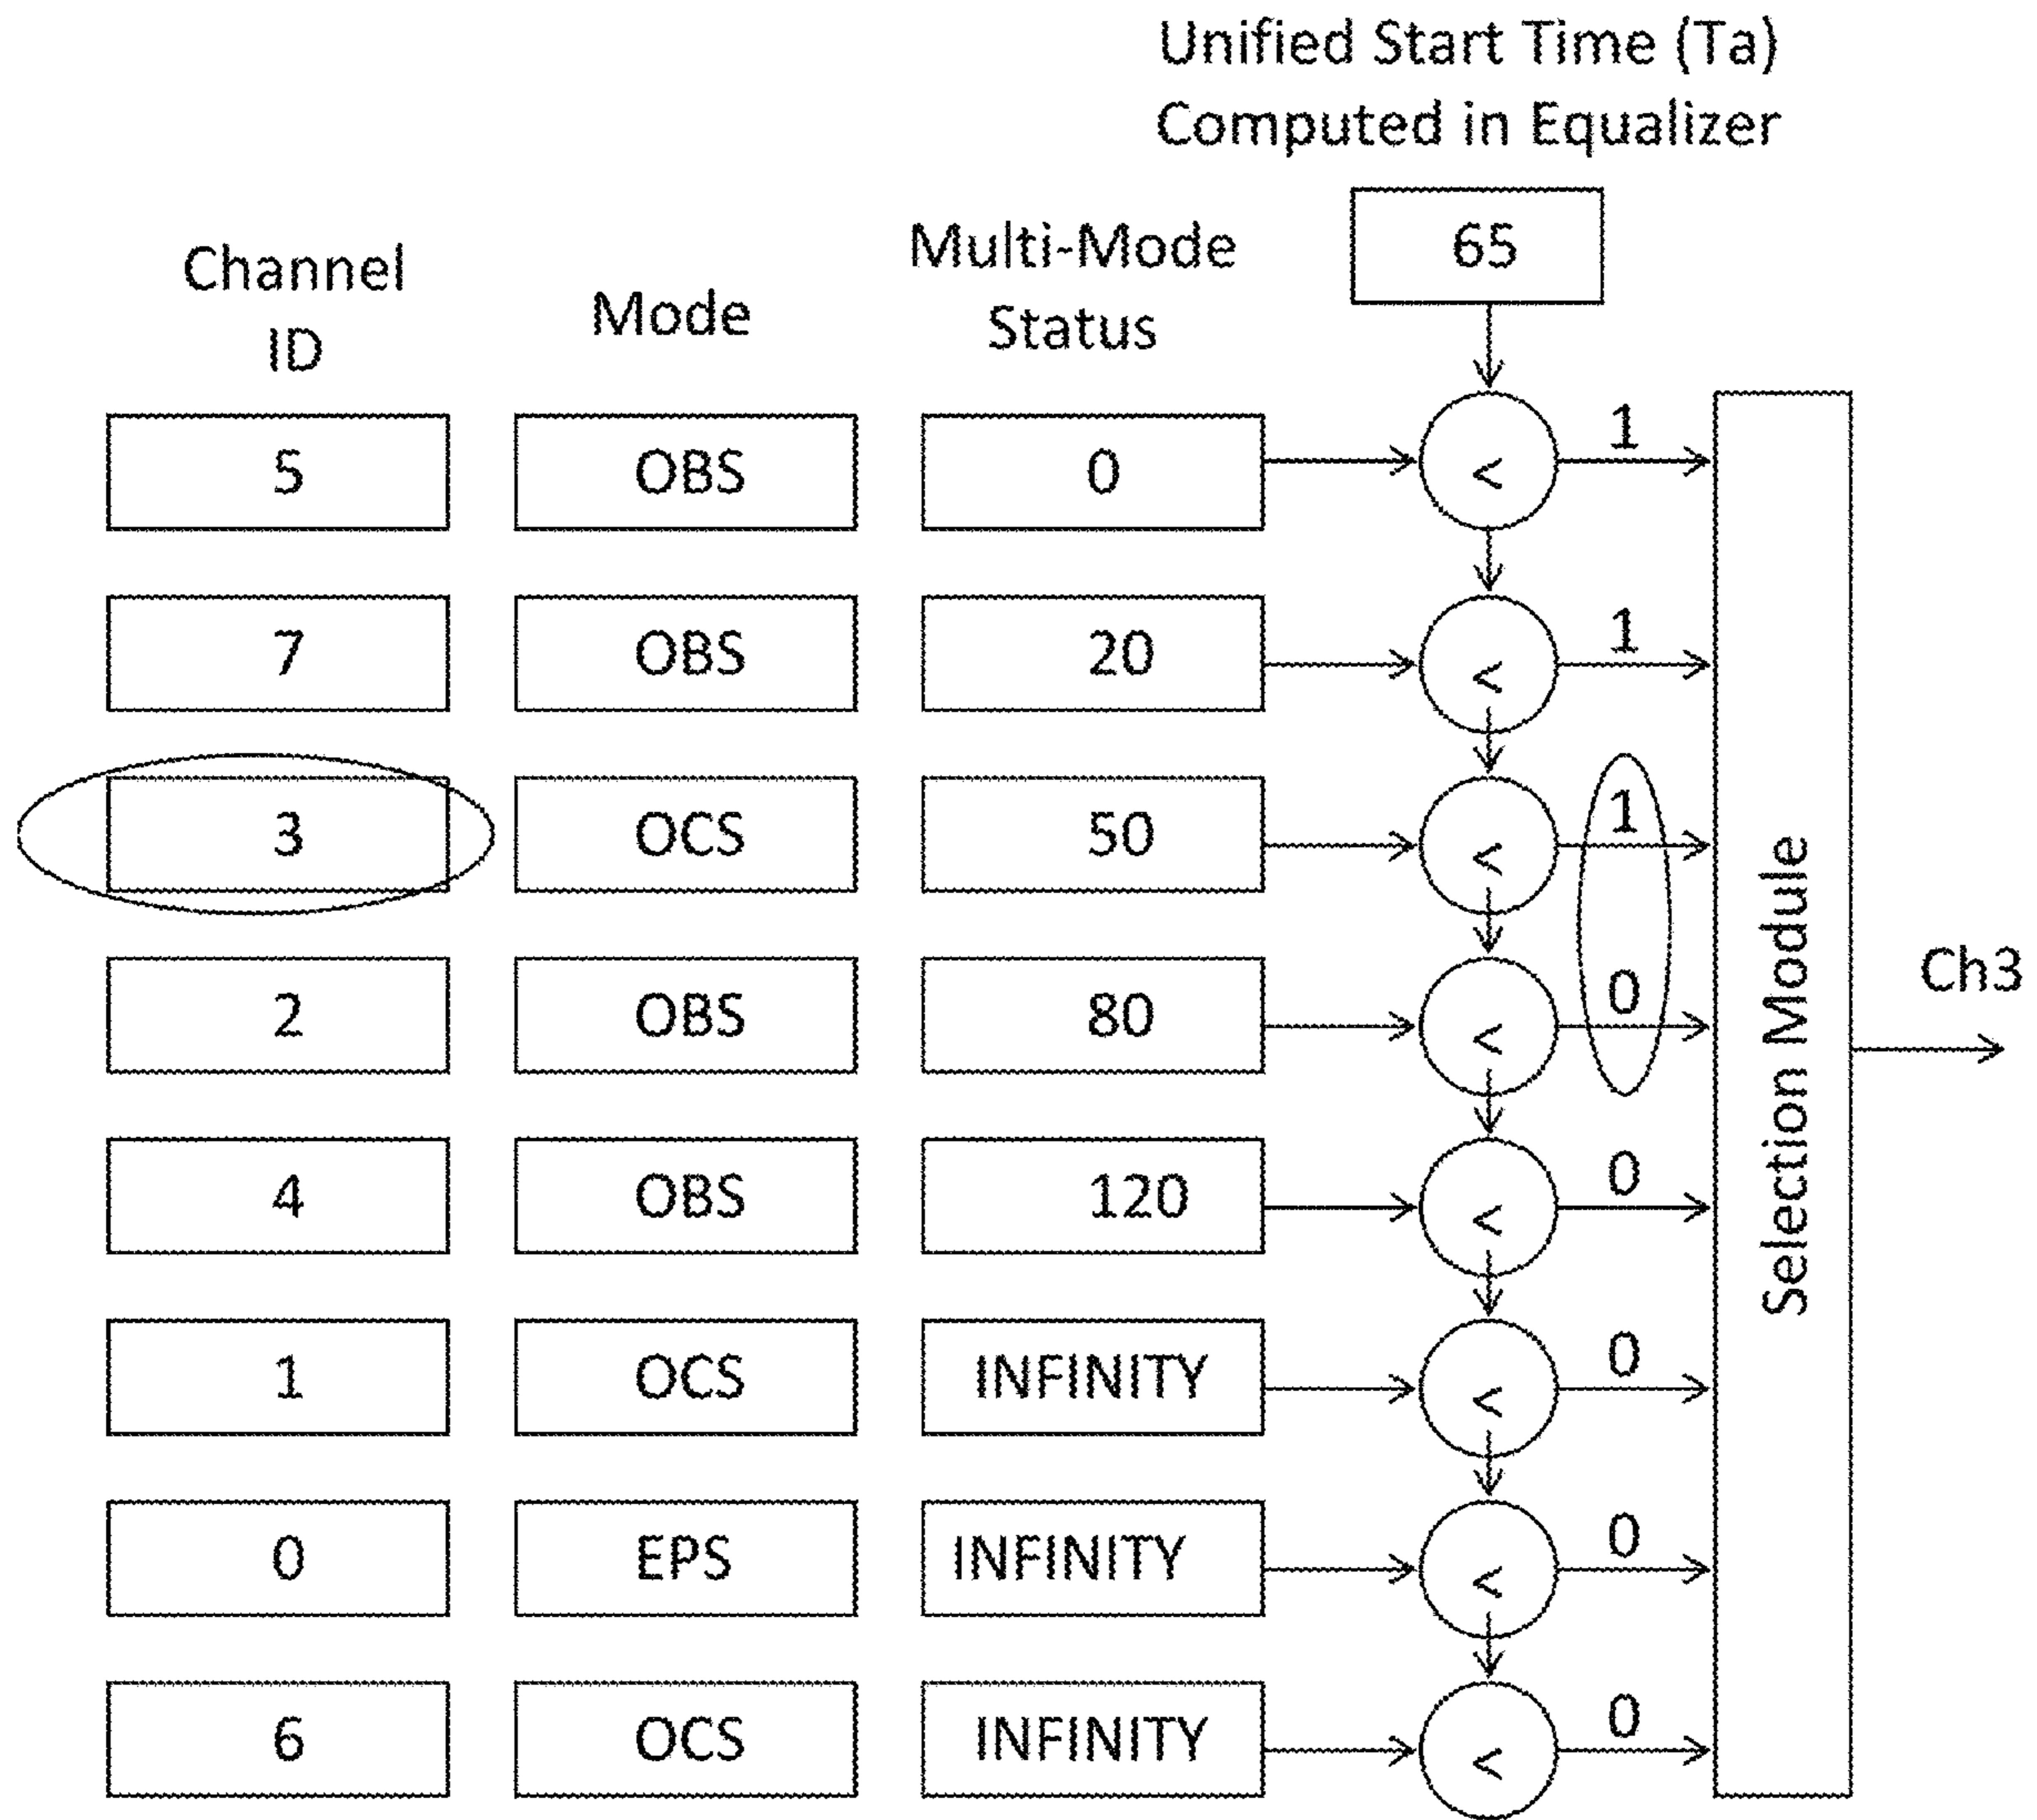 Unified Start Time (Ta)
Computed in Equalizer
65
Channel
ID
Mode
Multi-Mode
Status
5 OBS 0 < 1
7 OBS 20 < 1
3 OCS 50 < 1
2 OBS 80 < 0
4 OBS 120 < 0
1 OCS INFINITY < 0
0 EPS INFINITY < 0
6 OCS INFINITY < 0
Selection Module
Ch3